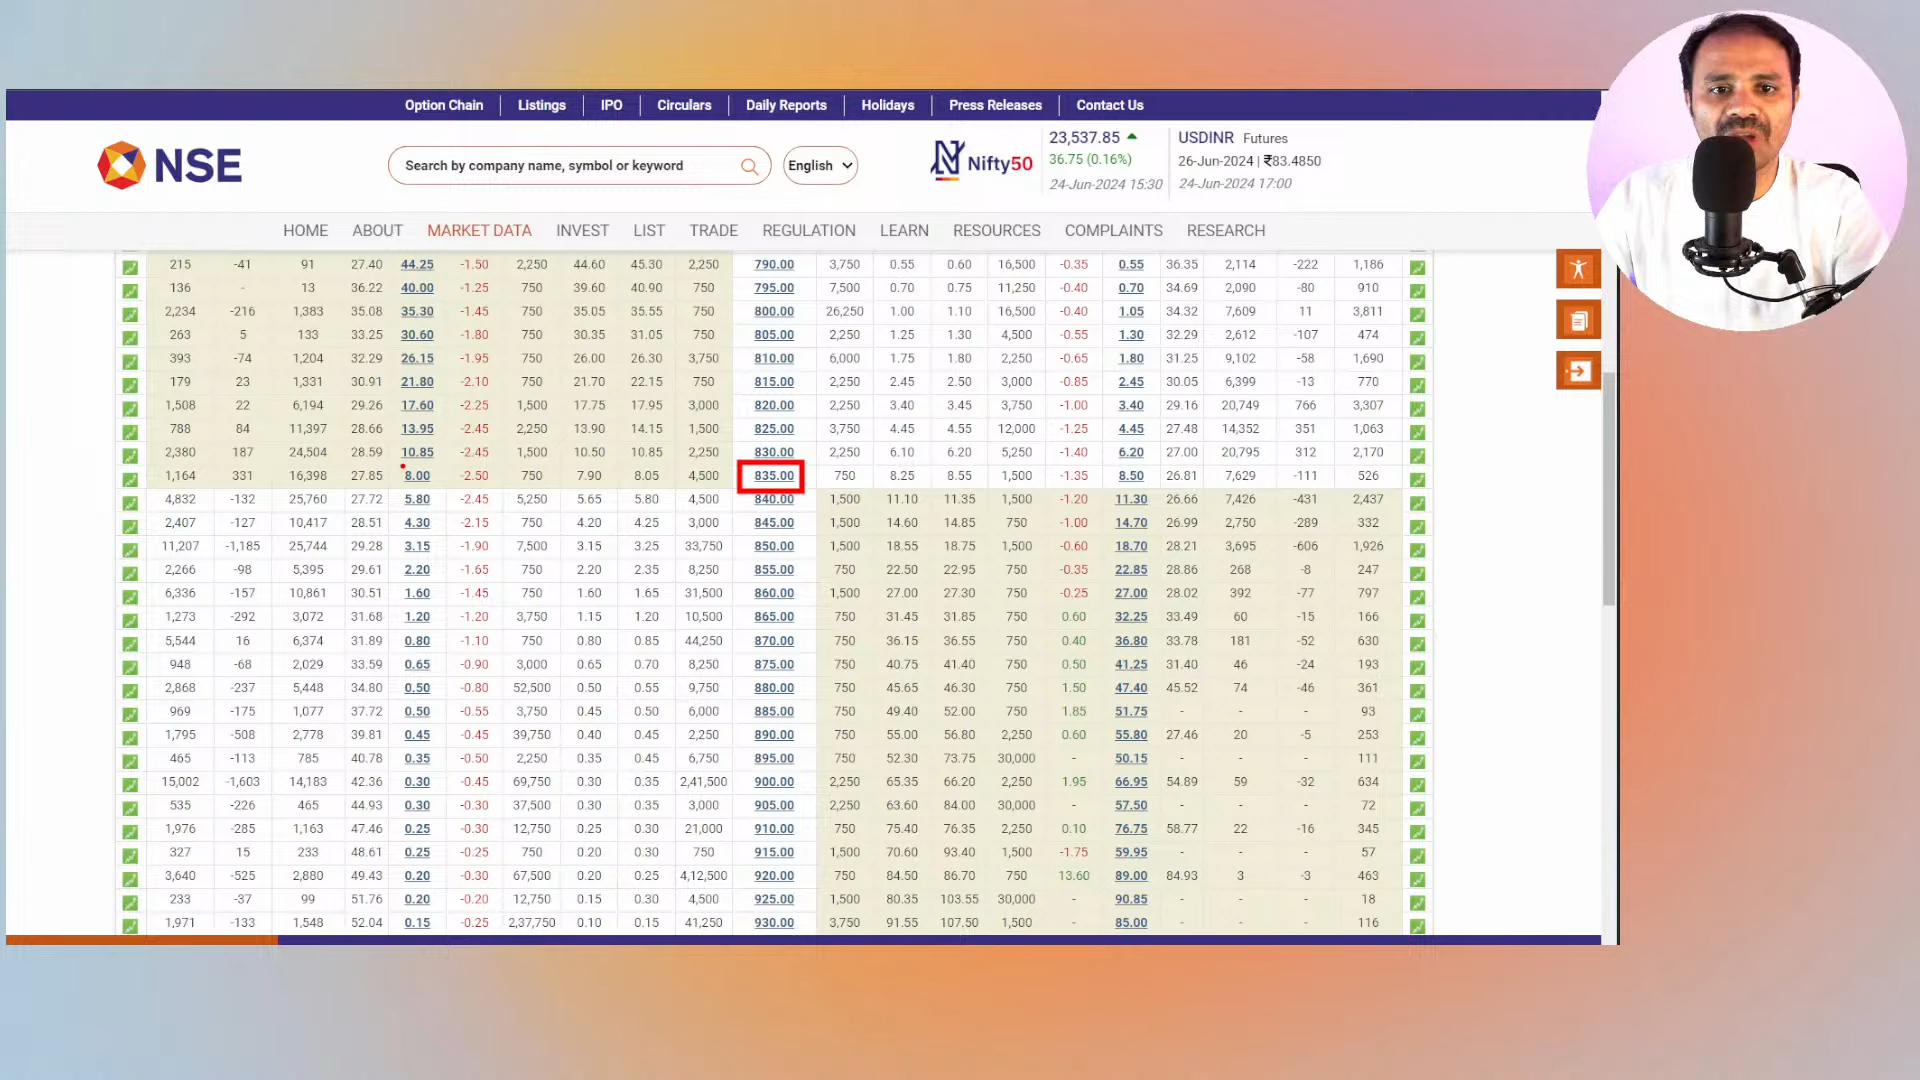 Option Chain Listings IPO Circulars Daily Reports Holidays Press Releases Contact Us
NSE
Search by company name, symbol or keyword
English
Nifty50
23,537.85
36.75 (0.16%)
24-Jun-2024 15:30
USDINR Futures
26-Jun-2024 | ₹83.4850
24-Jun-2024 17:00
HOME ABOUT MARKET DATA INVEST LIST TRADE REGULATION LEARN RESOURCES COMPLAINTS RESEARCH
215 -41 91 27.40 44.25 -1.50 2,250 44.60 45.30 2,250 790.00 3,750 0.55 0.60 16,500 -0.35 0.55 36.35 2,114 -222 1,186
136 - 13 36.22 40.00 -1.25 750 39.60 40.90 750 795.00 7,500 0.70 0.75 11,250 -0.40 0.70 34.69 2,090 -80 910
2,234 -216 1,383 35.08 35.30 -1.45 750 35.05 35.55 750 800.00 26,250 1.00 1.10 16,500 -0.40 1.05 34.32 7,609 11 3,811
263 5 133 33.25 30.60 -1.80 750 30.35 31.05 750 805.00 2,250 1.25 1.30 4,500 -0.55 1.30 32.29 2,612 -107 474
393 -74 1,204 32.29 26.15 -1.95 750 26.00 26.30 3,750 810.00 6,000 1.75 1.80 2,250 -0.65 1.80 31.25 9,102 -58 1,690
179 23 1,331 30.91 21.80 -2.10 750 21.70 22.15 750 815.00 2,250 2.45 2.50 3,000 -0.85 2.45 30.05 6,399 -13 770
1,508 22 6,194 29.26 17.60 -2.25 1,500 17.75 17.95 3,000 820.00 2,250 3.40 3.45 3,750 -1.00 3.40 29.16 20,749 766 3,307
788 84 11,397 28.66 13.95 -2.45 2,250 13.90 14.15 1,500 825.00 3,750 4.45 4.55 12,000 -1.25 4.45 27.48 14,352 351 1,063
2,380 187 24,504 28.59 10.85 -2.45 1,500 10.50 10.85 2,250 830.00 2,250 6.10 6.20 5,250 -1.40 6.20 27.00 20,795 312 2,170
1,164 331 16,398 27.85 8.00 -2.50 750 7.90 8.05 4,500 835.00 750 8.25 8.55 1,500 -1.35 8.50 26.81 7,629 -111 526
4,832 -132 25,760 27.72 5.80 -2.45 5,250 5.65 5.80 4,500 840.00 1,500 11.10 11.35 1,500 -1.20 11.30 26.66 7,426 -431 2,437
2,407 -127 10,417 28.51 4.30 -2.15 750 4.20 4.25 3,000 845.00 1,500 14.60 14.85 750 -1.00 14.70 26.99 2,750 -289 332
11,207 -1,185 25,744 29.28 3.15 -1.90 7,500 3.15 3.25 33,750 850.00 1,500 18.55 18.75 1,500 -0.60 18.70 28.21 3,695 -606 1,926
2,266 -98 5,395 29.61 2.20 -1.65 750 2.20 2.35 8,250 855.00 750 22.50 22.95 750 -0.35 22.85 28.86 268 -8 247
6,336 -157 10,861 30.51 1.60 -1.45 750 1.60 1.65 31,500 860.00 1,500 27.00 27.30 750 -0.25 27.00 28.02 392 -77 797
1,273 -292 3,072 31.68 1.20 -1.20 3,750 1.15 1.20 10,500 865.00 750 31.45 31.85 750 0.60 32.25 33.49 60 -15 166
5,544 16 6,374 31.89 0.80 -1.10 750 0.80 0.85 44,250 870.00 750 36.15 36.55 750 0.40 36.80 33.78 181 -52 630
948 -68 2,029 33.59 0.65 -0.90 3,000 0.65 0.70 8,250 875.00 750 40.75 41.40 750 0.50 41.25 31.40 46 -24 193
2,868 -237 5,448 34.80 0.50 -0.80 52,500 0.50 0.55 9,750 880.00 750 45.65 46.30 750 1.50 47.40 45.52 74 -46 361
969 -175 1,077 37.72 0.50 -0.55 3,750 0.45 0.50 6,000 885.00 750 49.40 52.00 750 1.85 51.75 - - - 93
1,795 -508 2,778 39.81 0.45 -0.45 39,750 0.40 0.45 2,250 890.00 750 55.00 56.80 2,250 0.60 55.80 27.46 20 -5 253
465 -113 785 40.78 0.35 -0.50 2,250 0.35 0.45 6,750 895.00 750 52.30 73.75 30,000 - 50.15 - - - 111
15,002 -1,603 14,183 42.36 0.30 -0.45 69,750 0.30 0.35 2,41,500 900.00 2,250 65.35 66.20 2,250 1.95 66.95 54.89 59 -32 634
535 -226 465 44.93 0.30 -0.30 37,500 0.30 0.35 3,000 905.00 2,250 63.60 84.00 30,000 - 57.50 - - - 72
1,976 -285 1,163 47.46 0.25 -0.30 12,750 0.25 0.30 21,000 910.00 750 75.40 76.35 2,250 0.10 76.75 58.77 22 -16 345
327 15 233 48.61 0.25 -0.25 750 0.20 0.30 750 915.00 1,500 70.60 93.40 1,500 -1.75 59.95 - - - 57
3,640 -525 2,880 49.43 0.20 -0.30 67,500 0.20 0.25 4,12,500 920.00 750 84.50 86.70 750 13.60 89.00 84.93 3 -3 463
233 -37 99 51.76 0.20 -0.20 12,750 0.15 0.30 4,500 925.00 1,500 80.35 103.55 30,000 - 90.85 - - - 18
1,971 -133 1,548 52.04 0.15 -0.25 2,37,750 0.10 0.15 41,250 930.00 3,750 91.55 107.50 1,500 - 85.00 - - - 116